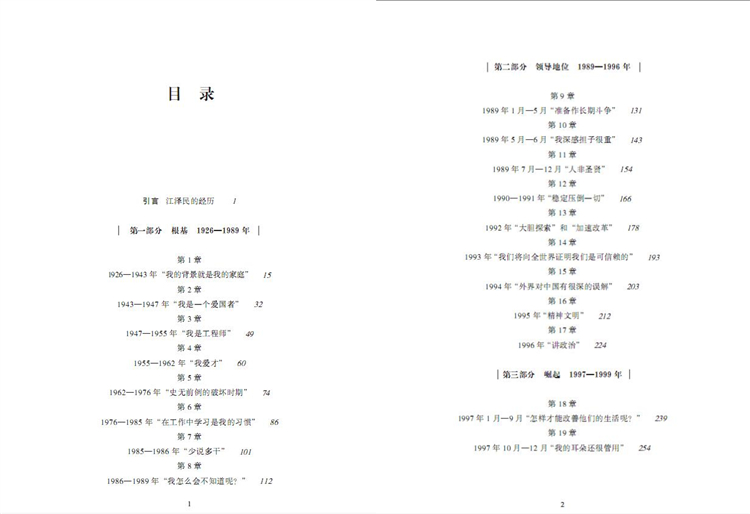 目 录
引言 江泽民的经历 1
第一部分 根基 1926—1989 年
第 1 章
1926—1943 年“我的背景就是我的家庭” 15
第 2 章
1943—1947 年“我是一个爱国者” 32
第 3 章
1947—1955 年“我是工程师” 49
第 4 章
1955—1962 年“我爱才” 60
第 5 章
1962—1976 年“史无前例的破坏时期” 74
第 6 章
1976—1985 年“在工作中学习是我的习惯” 86
第 7 章
1985—1986 年“少说多干” 101
第 8 章
1986—1989 年“我怎么会不知道呢？” 112
1
第二部分 领导地位 1989—1996 年
第 9 章
1989 年 1 月—5 月“准备作长期斗争” 131
第 10 章
1989 年 5 月—6 月“我深感担子很重” 143
第 11 章
1989 年 7 月—12 月“人非圣贤” 154
第 12 章
1990—1991 年“稳定压倒一切” 166
第 13 章
1992 年“大胆探索”和“加速改革” 178
第 14 章
1993 年“我们将向全世界证明我们是可信赖的” 193
第 15 章
1994 年“外界对中国有很深的误解” 203
第 16 章
1995 年“精神文明” 212
第 17 章
1996 年“讲政治” 224
第三部分 崛起 1997—1999 年
第 18 章
1997 年 1 月—9 月“怎样才能改善他们的生活呢？” 239
第 19 章
1997 年 10 月—12 月“我的耳朵还很管用” 254
2